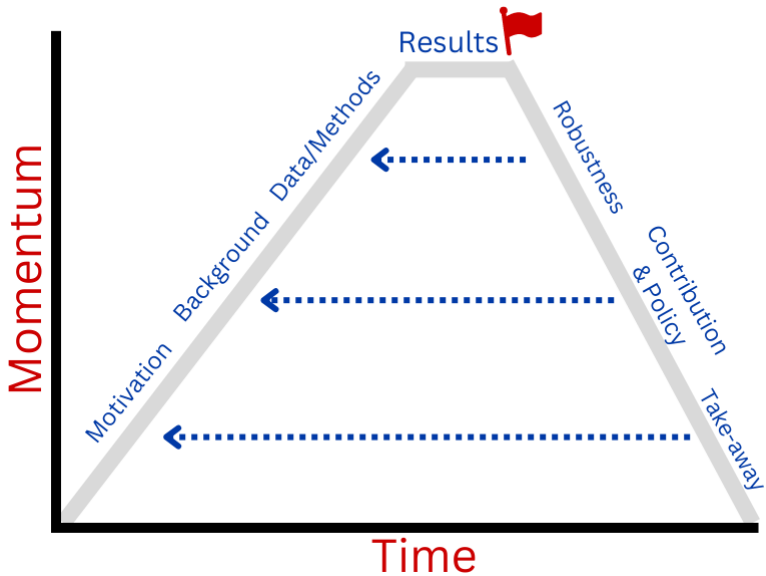 Results
Data/Methods
Robustness
Background
Contribution
& Policy
Motivation
Take-away
Momentum
Time